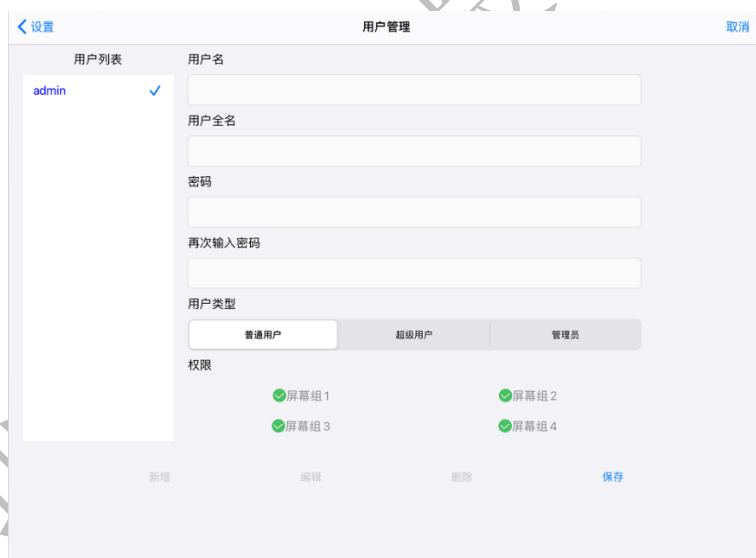 设置
用户管理
取消
用户列表
admin
用户名
用户全名
密码
再次输入密码
用户类型
普通用户 超级用户 管理员
权限
屏幕组1 屏幕组2
屏幕组3 屏幕组4
新增 编辑 删除 保存